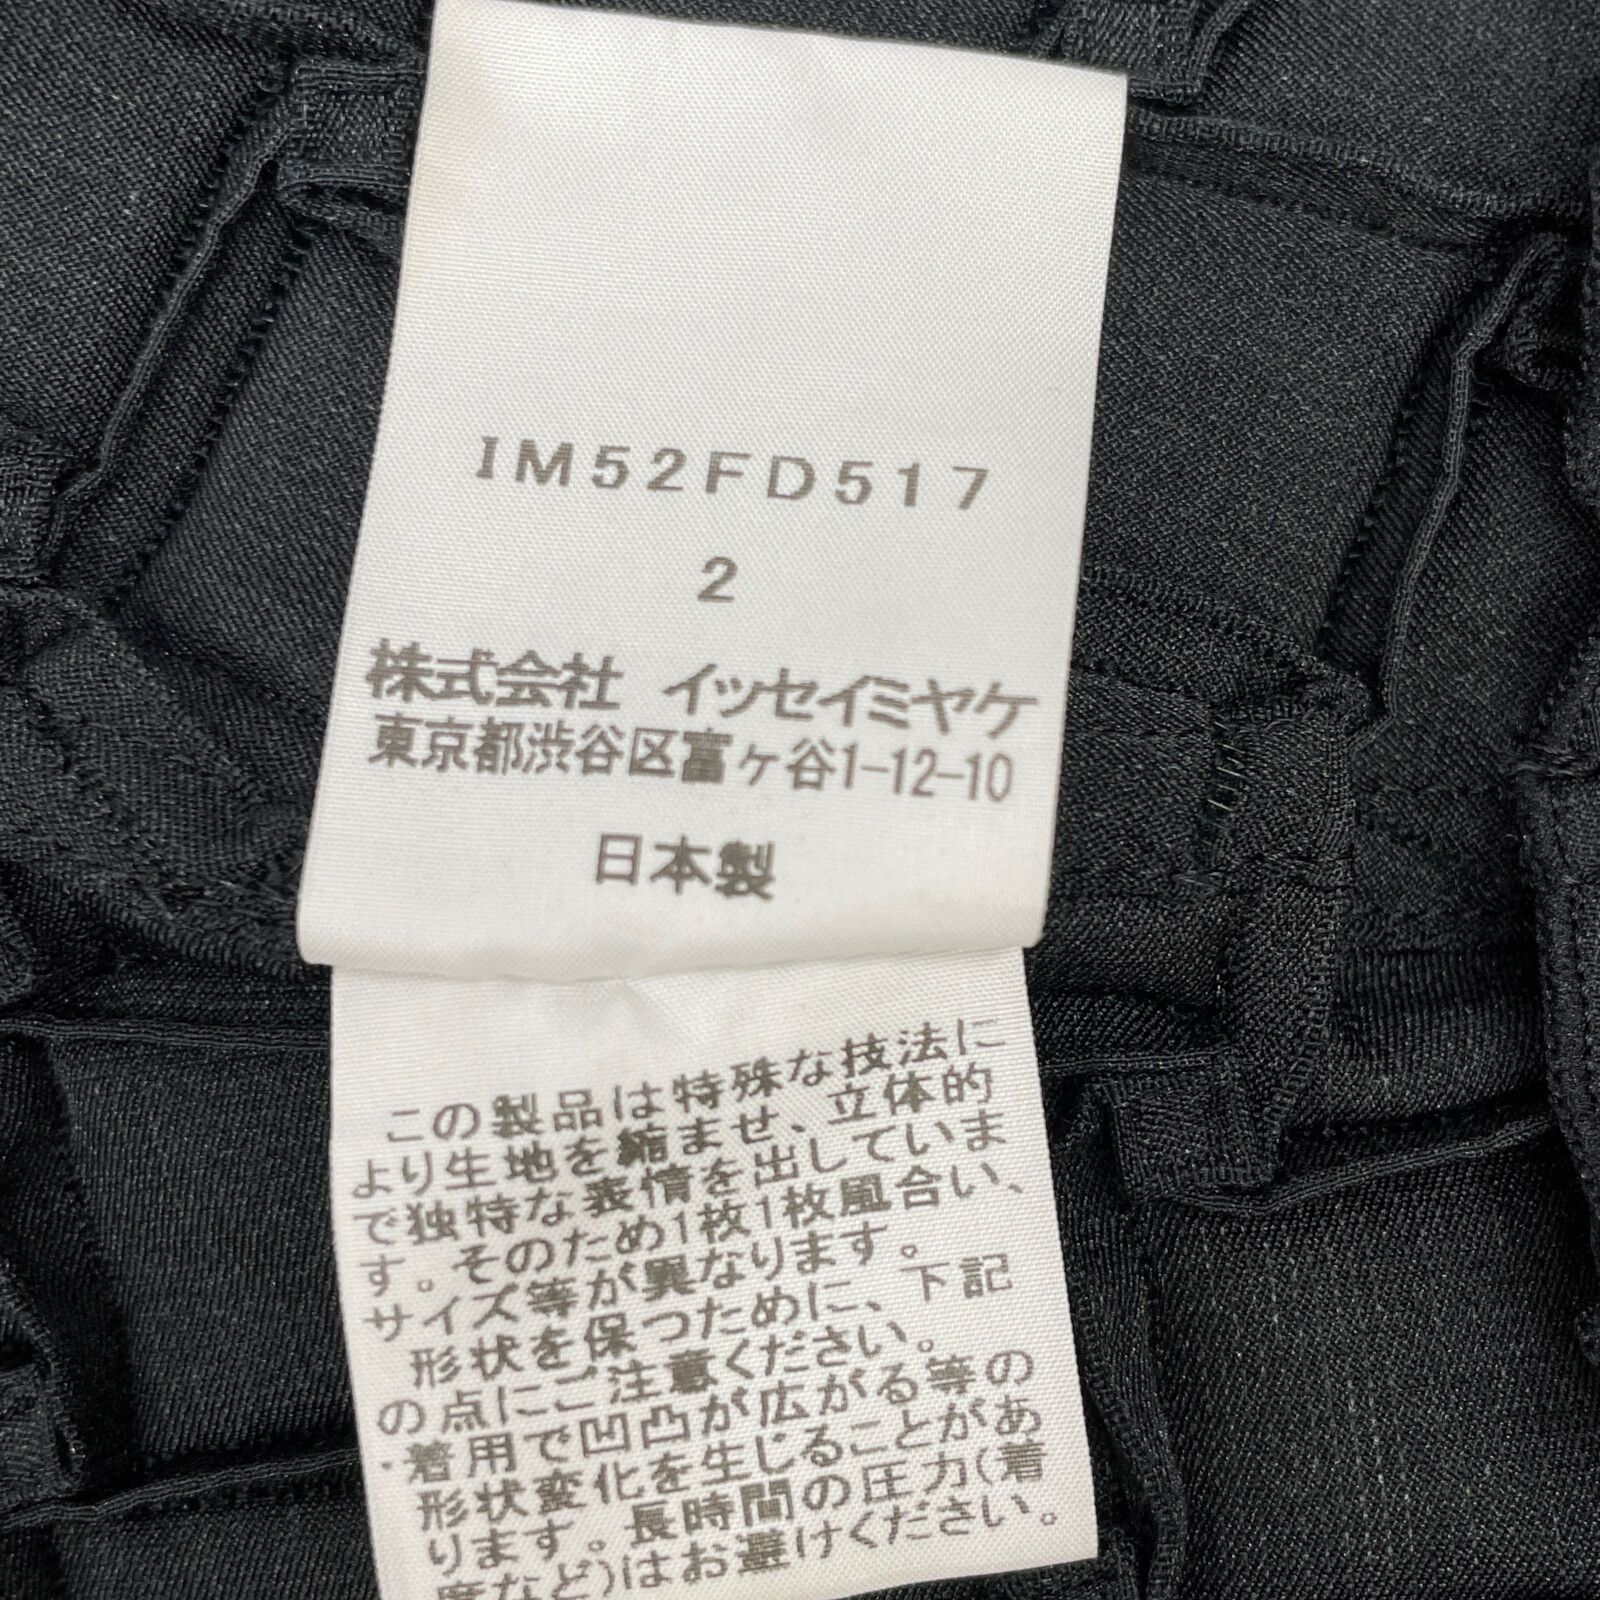 IM52FD517
2
株式会社 イッセイミヤケ
東京都渋谷区富ヶ谷1-12-10
日本製
この製品は特殊な技法に
より生地を縮ませ、立体的
で独特な表情を出していま
す。そのため1枚1枚風合い、
サイズ等が異なります。
形状を保つために、下記
の点にご注意ください。
・着用で凹凸が広がる等の
形状変化を生じることがあ
ります。長時間の圧力(着
席など)はお避けください。